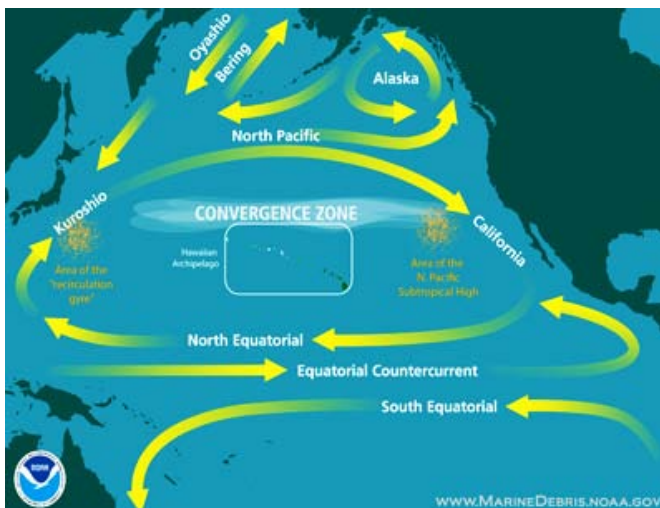 Oyashio
Bering
Alaska
North Pacific
Kuroshio
CONVERGENCE ZONE
California
Hawaiian
Archipelago
Area of the
"recirculation
gyre"
Area of the
N. Pacific
Subtropical High
North Equatorial
Equatorial Countercurrent
South Equatorial
NOAA
WWW.MARINEDEBRIS.NOAA.GOV